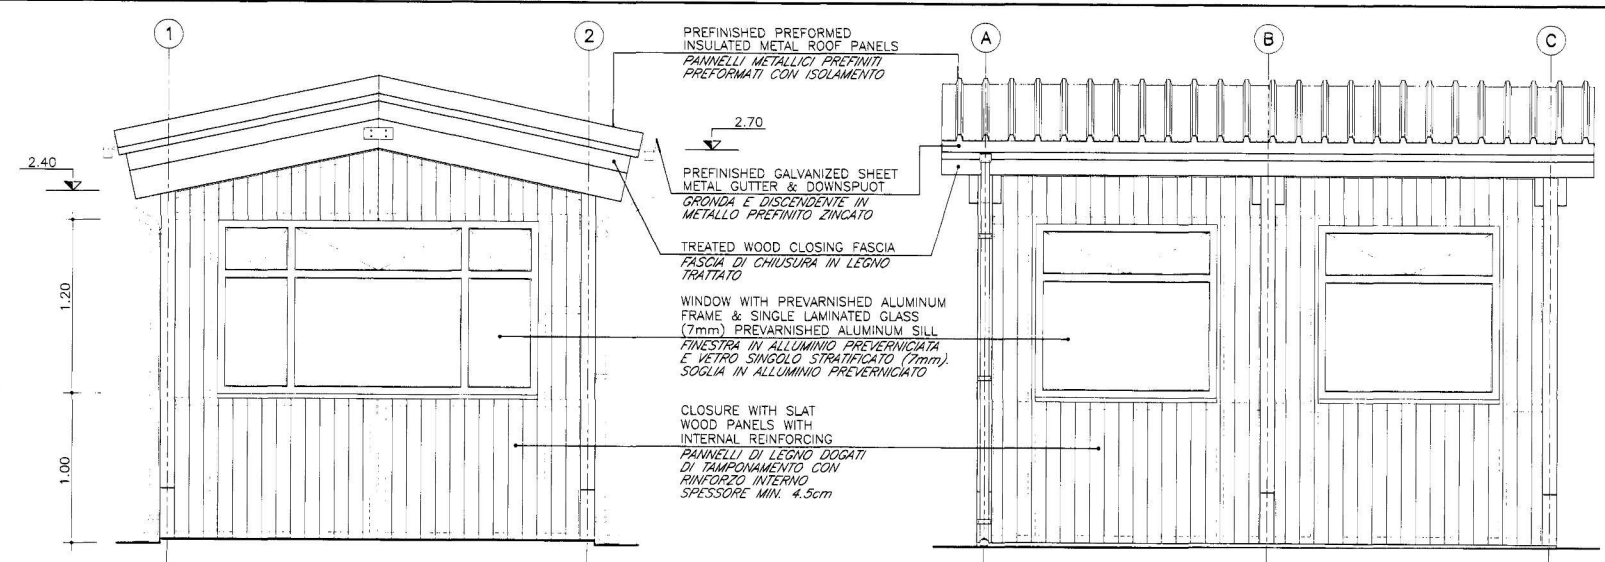 1
2
A
B
C
PREFINISHED PREFORMED
INSULATED METAL ROOF PANELS
PANNELLI METALLICI PREFINITI
PREFORMATI CON ISOLAMENTO
2.70
2.40
PREFINISHED GALVANIZED SHEET
METAL GUTTER & DOWNSPUOT
GRONDA E DISCENDENTE IN
METALLO PREFINITO ZINCATO
TREATED WOOD CLOSING FASCIA
FASCIA DI CHIUSURA IN LEGNO
TRATTATO
1.20
WINDOW WITH PREVARNISHED ALUMINUM
FRAME & SINGLE LAMINATED GLASS
(7mm) PREVARNISHED ALUMINUM SILL
FINESTRA IN ALLUMINIO PREVERNICIATA
E VETRO SINGOLO STRATIFICATO (7mm).
SOGLIA IN ALLUMINIO PREVERNICIATO
1.00
CLOSURE WITH SLAT
WOOD PANELS WITH
INTERNAL REINFORCING
PANNELLI DI LEGNO DOGATI
DI TAMPONAMENTO CON
RINFORZO INTERNO
SPESSORE MIN. 4.5cm